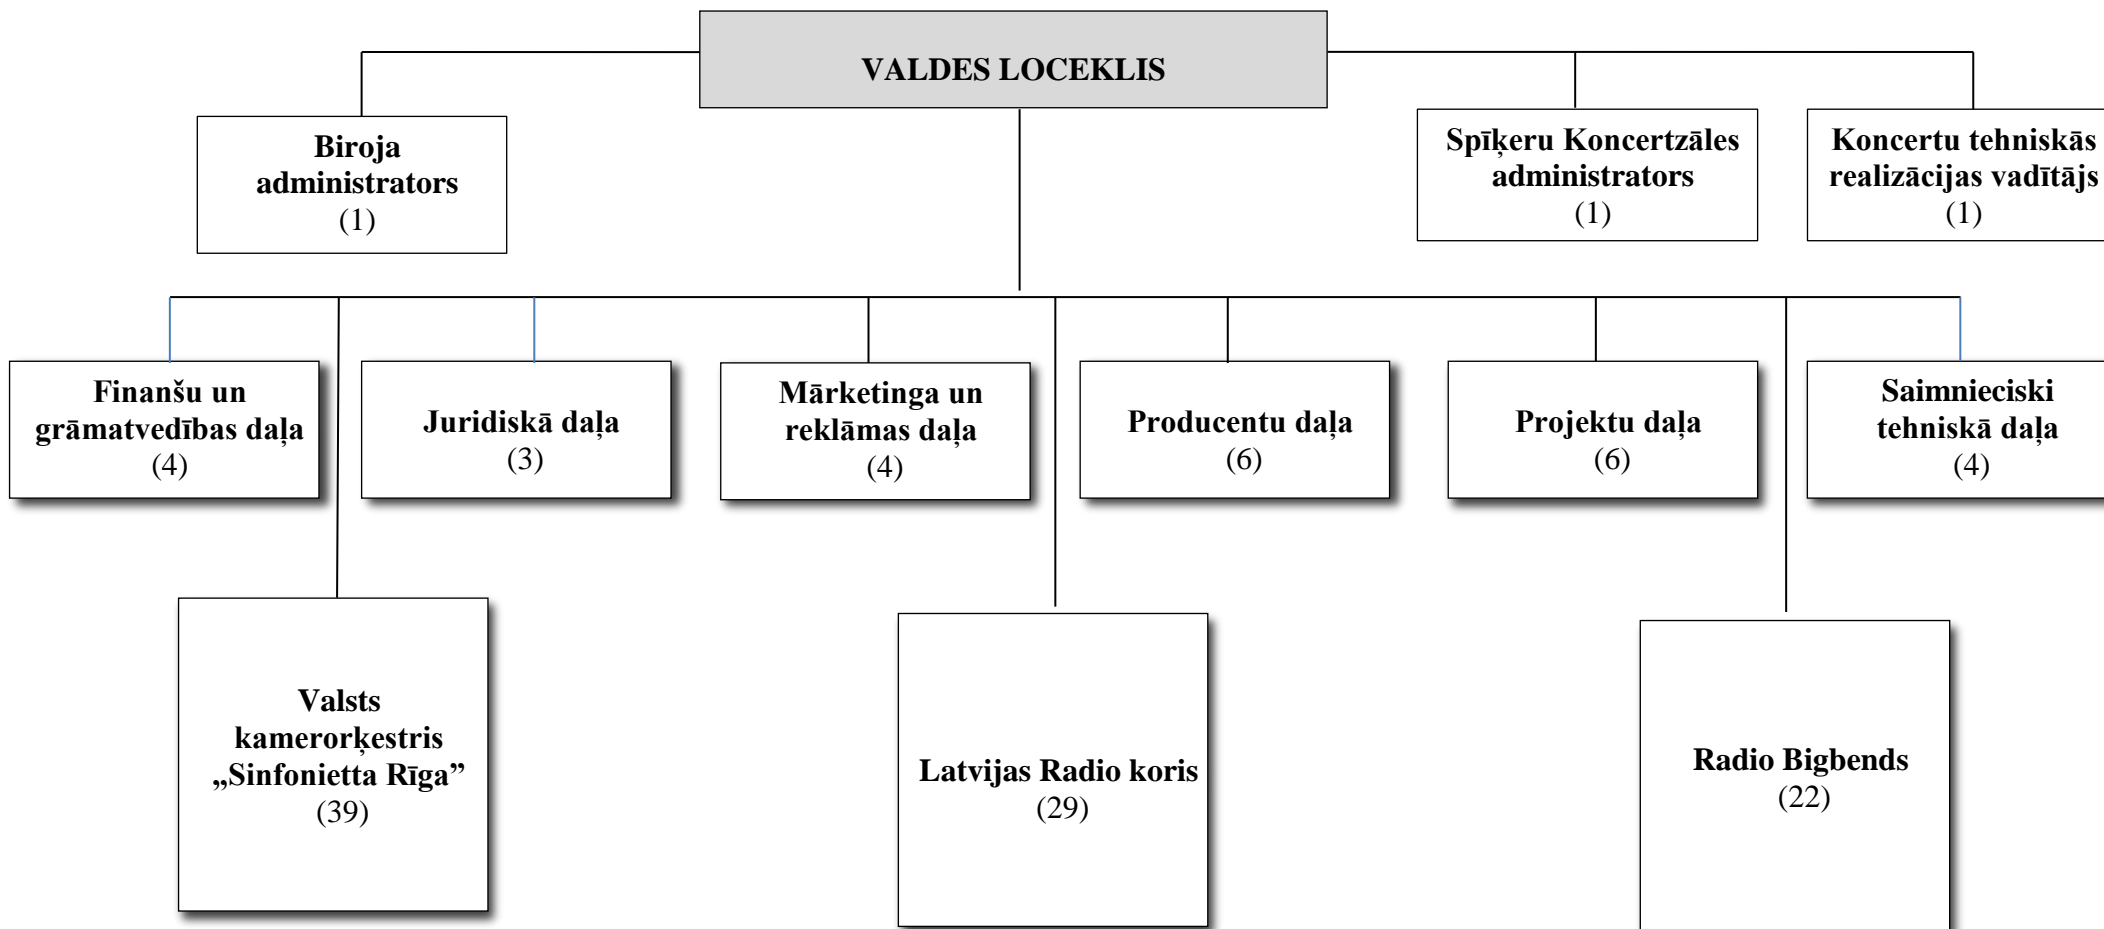 VALDES LOCEKLIS
Biroja
administrators
(1)
Spīķeru Koncertzāles
administrators
(1)
Koncertu tehniskās
realizācijas vadītājs
(1)
Finanšu un
grāmatvedības daļa
(4)
Juridiskā daļa
(3)
Mārketinga un
reklāmas daļa
(4)
Producentu daļa
(6)
Projektu daļa
(6)
Saimnieciski
tehniskā daļa
(4)
Valsts
kamerorķestris
„Sinfonietta Rīga”
(39)
Latvijas Radio koris
(29)
Radio Bigbends
(22)